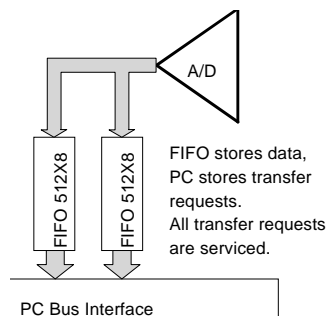 A/D
FIFO 512X8
FIFO 512X8
FIFO stores data,
PC stores transfer
requests.
All transfer requests
are serviced.
PC Bus Interface